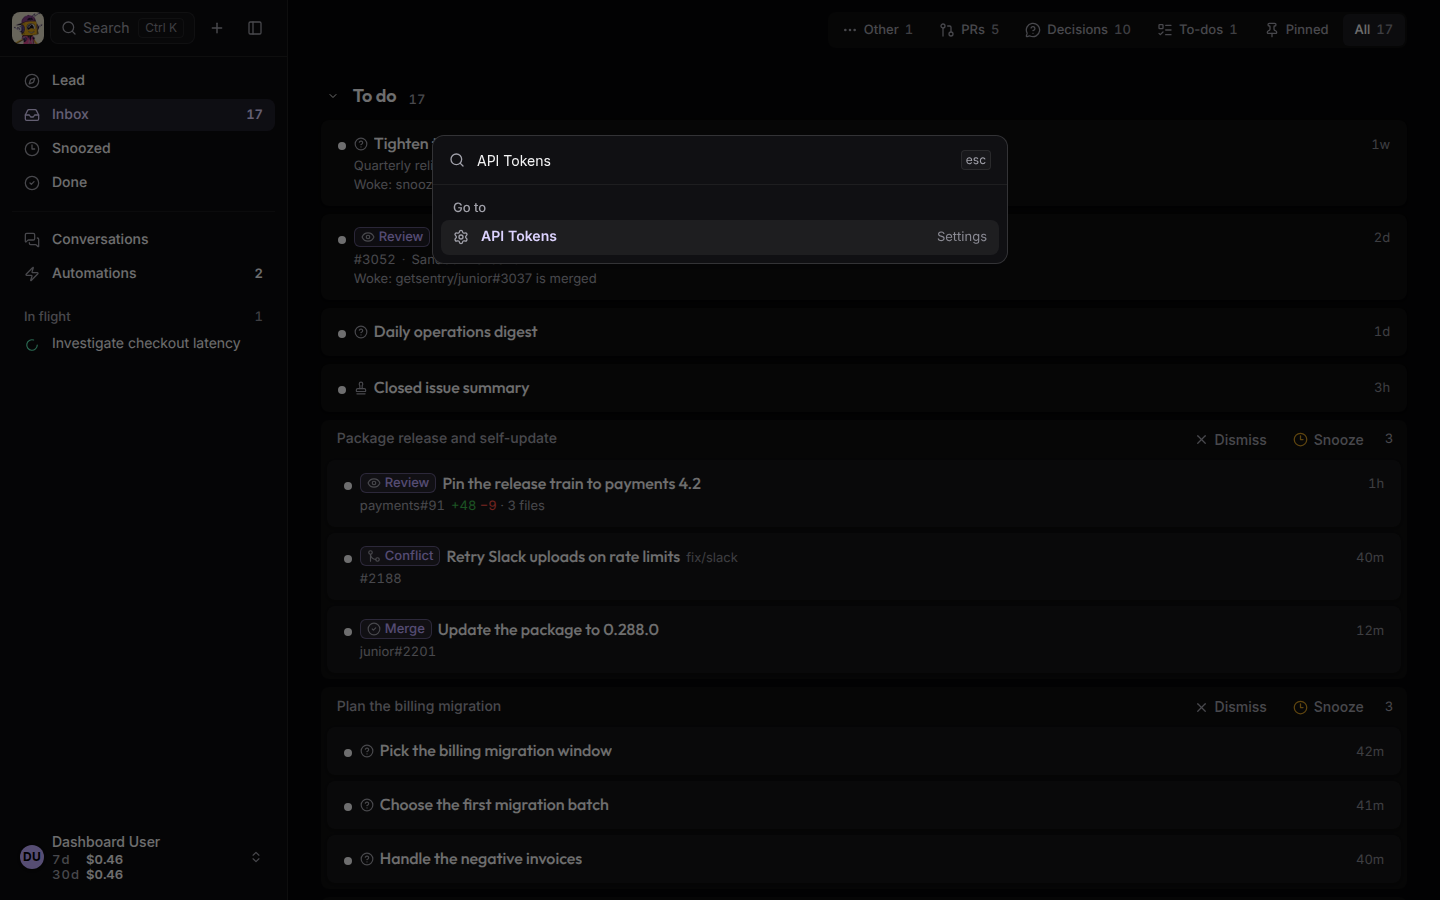 Search Ctrl K
Lead
Inbox 17
Snoozed
Done
Conversations
Automations 2
In flight 1
Investigate checkout latency
Dashboard User
DU
7d $0.46
30d $0.46
Other 1 PRs 5 Decisions 10 To-dos 1 Pinned All 17
To do 17
Tighten 1w
Quarterly
Woke:
API Tokens esc
Go to
API Tokens Settings
Review 2d
#3052 ·
Woke: getsentry/junior#3037 is merged
Daily operations digest 1d
Closed issue summary 3h
Package release and self-update Dismiss Snooze 3
Review Pin the release train to payments 4.2 1h
payments#91 +48 −9 · 3 files
Conflict Retry Slack uploads on rate limits fix/slack 40m
#2188
Merge Update the package to 0.288.0 12m
junior#2201
Plan the billing migration Dismiss Snooze 3
Pick the billing migration window 42m
Choose the first migration batch 41m
Handle the negative invoices 40m